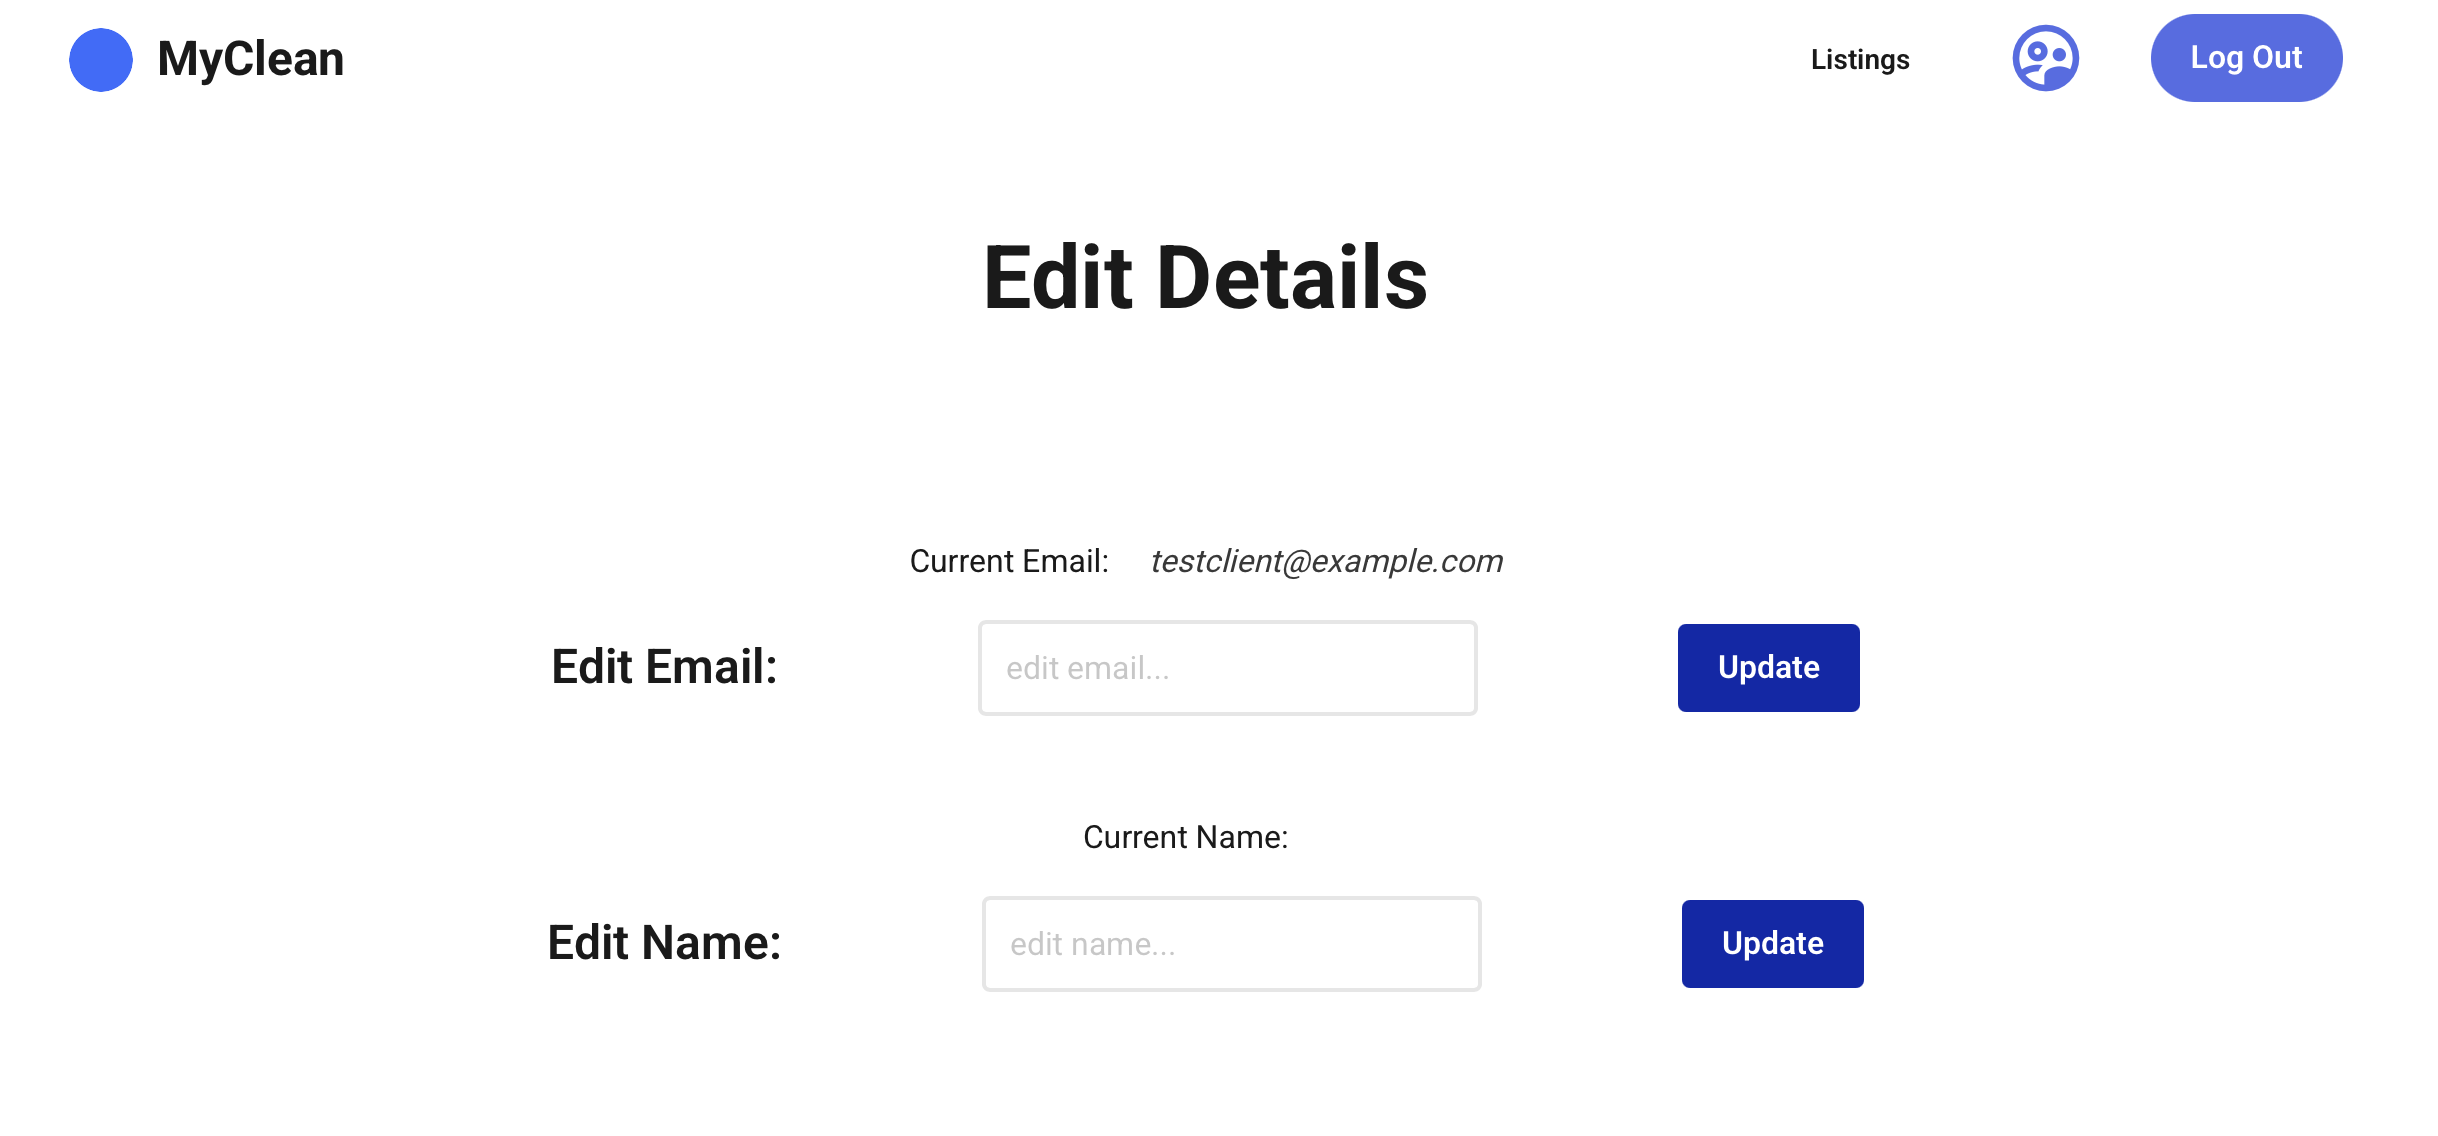 MyClean Listings Log Out
Edit Details
Current Email: testclient@example.com
Edit Email: edit email... Update
Current Name:
Edit Name: edit name... Update